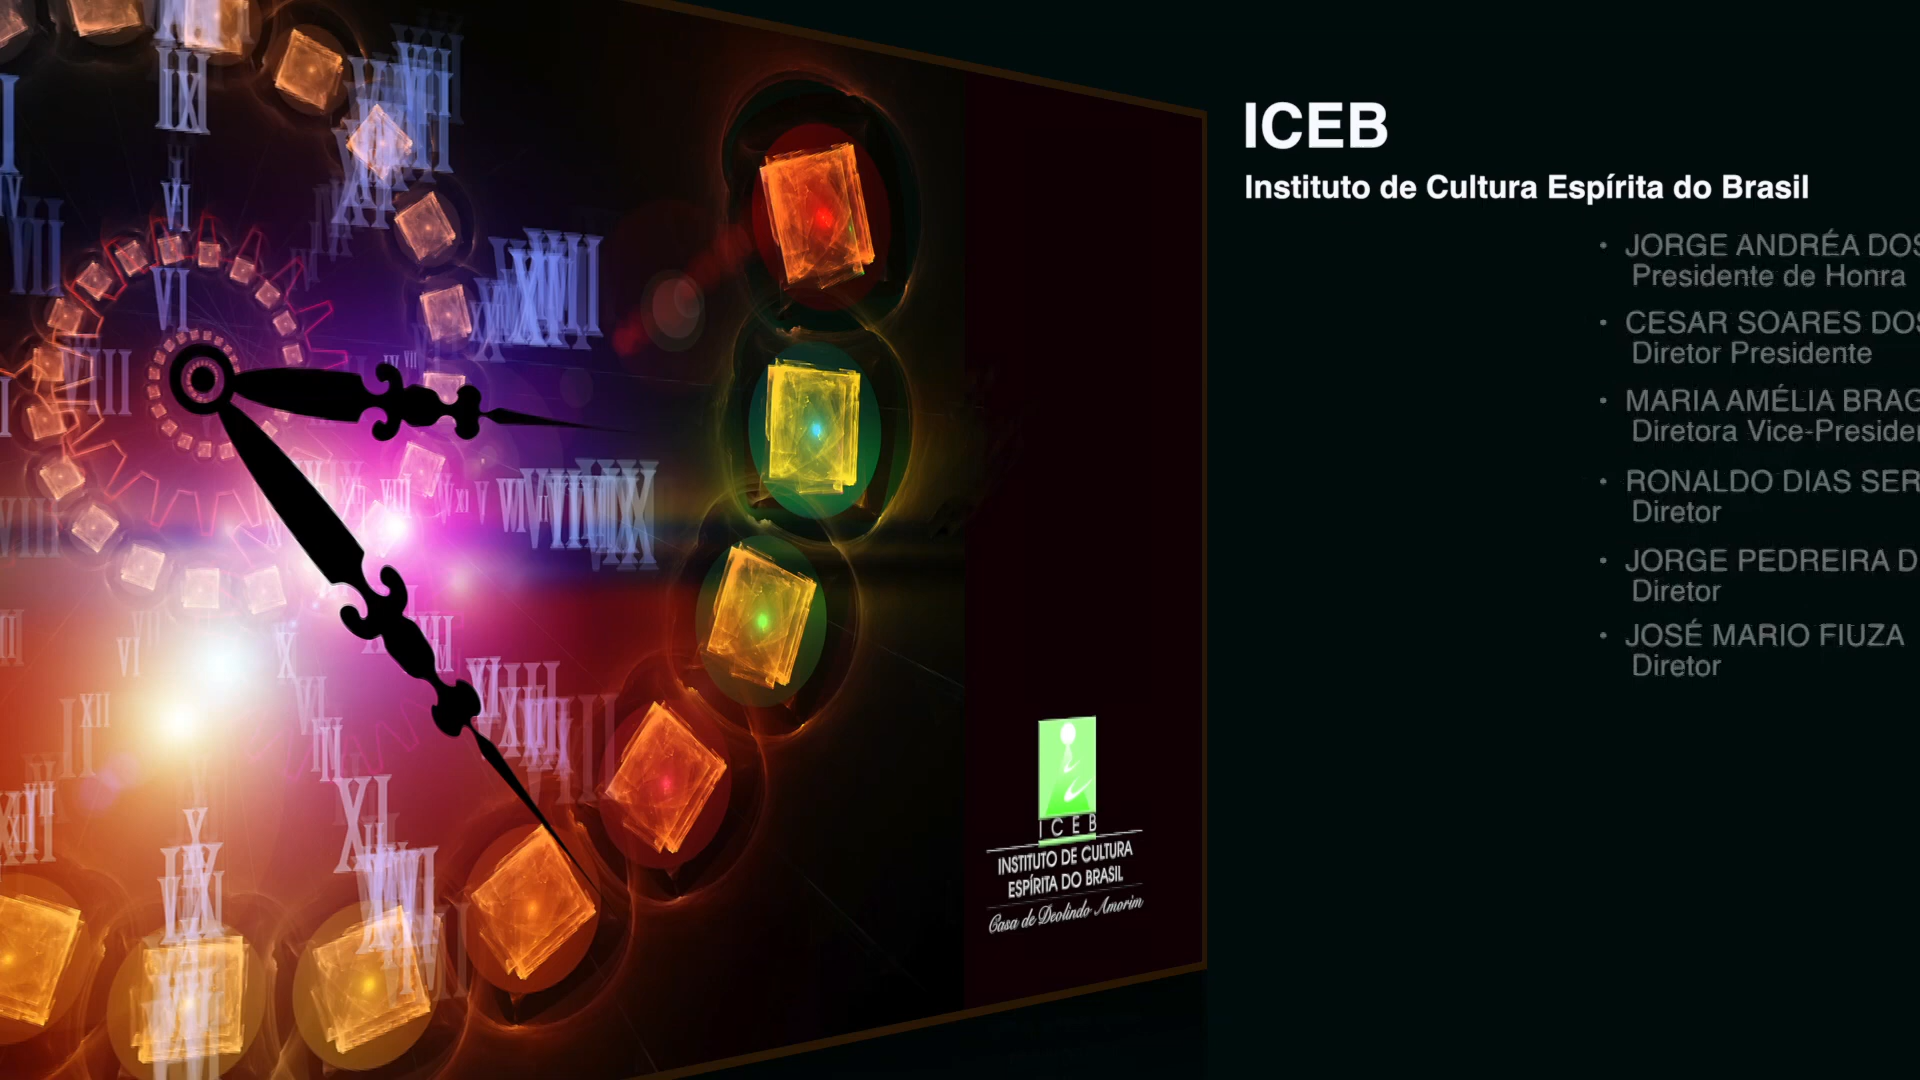 ICEB
Instituto de Cultura Espírita do Brasil
• JORGE ANDRÉA DOS
Presidente de Honra
• CESAR SOARES DOS
Diretor Presidente
• MARIA AMÉLIA
Diretora
• RONALDO DIAS
Diretor
• JORGE PEDREIRA
Diretor
• JOSÉ MARIO FIUZA
Diretor
ICEB
INSTITUTO DE CULTURA
ESPÍRITA DO BRASIL
Casa de Deolindo Amorim